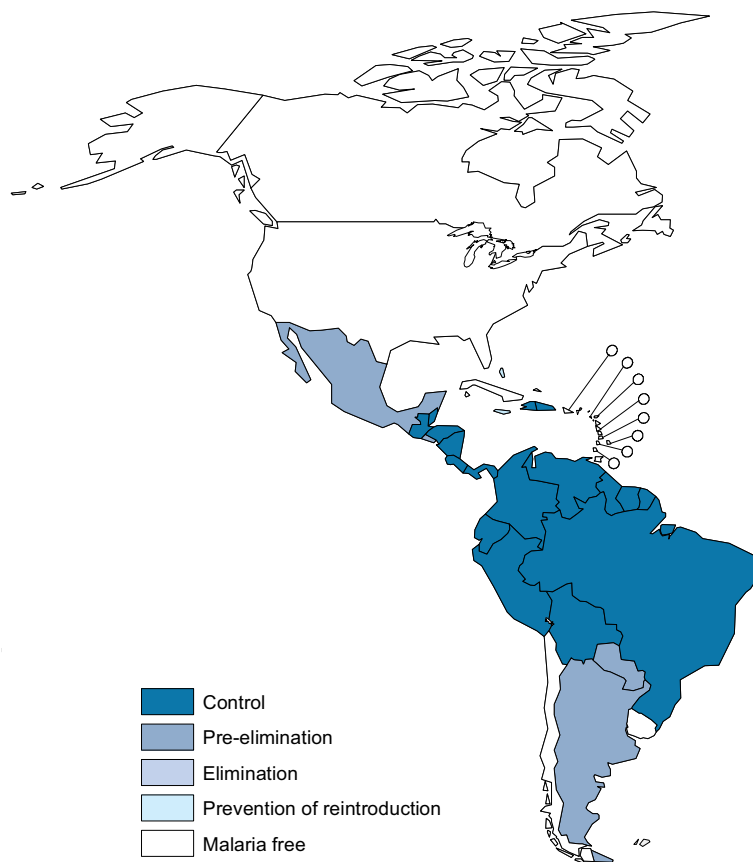 Control
Pre-elimination
Elimination
Prevention of reintroduction
Malaria free